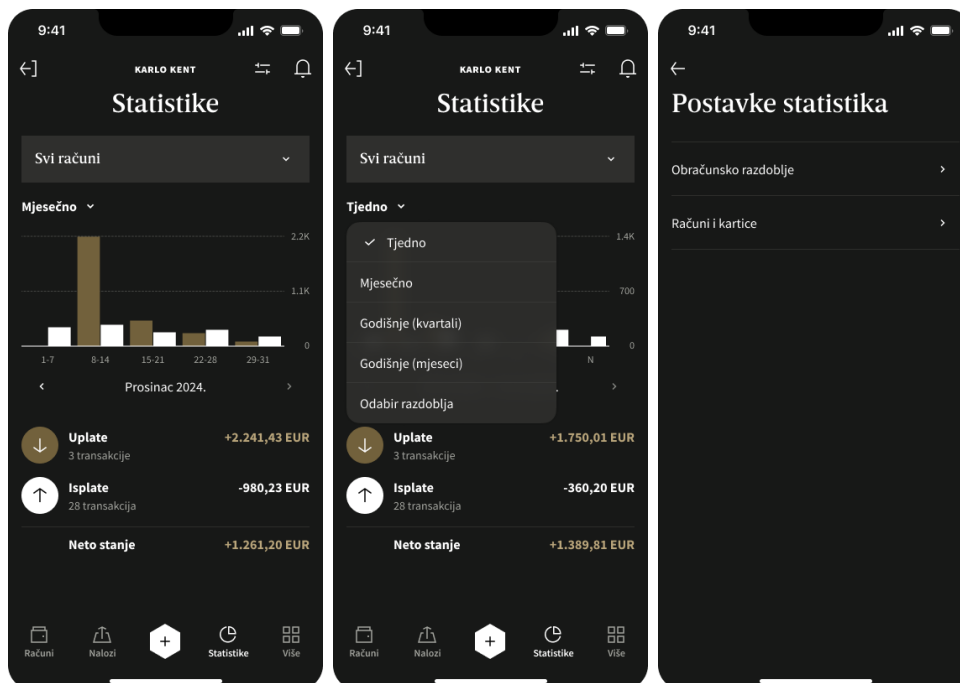 9:41
KARLO KENT
Statistike
Svi računi
Mjesečno
2.2K
1.1K
0
1-7 8-14 15-21 22-28 29-31
Prosinac 2024.
Uplate +2.241,43 EUR
3 transakcije
Isplate -980,23 EUR
28 transakcija
Neto stanje +1.261,20 EUR
Računi Nalozi Statistike Više
9:41
KARLO KENT
Statistike
Svi računi
Tjedno
Tjedno
1.4K
Mjesečno
700
Godišnje (kvartali)
0
N
Godišnje (mjeseci)
Odabir razdoblja
Uplate +1.750,01 EUR
3 transakcije
Isplate -360,20 EUR
28 transakcija
Neto stanje +1.389,81 EUR
Računi Nalozi Statistike Više
9:41
Postavke statistika
Obračunsko razdoblje
Računi i kartice